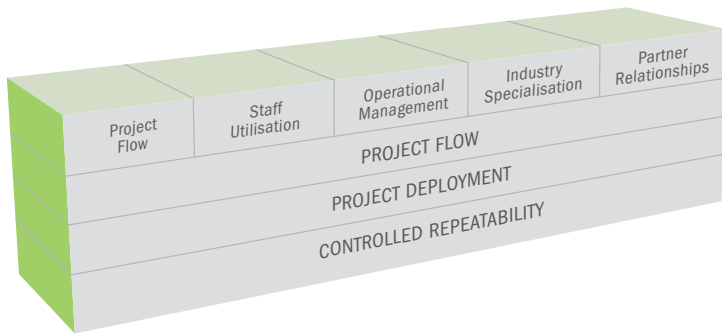 Project
Flow
Staff
Utilisation
Operational
Management
Industry
Specialisation
Partner
Relationships
PROJECT FLOW
PROJECT DEPLOYMENT
CONTROLLED REPEATABILITY